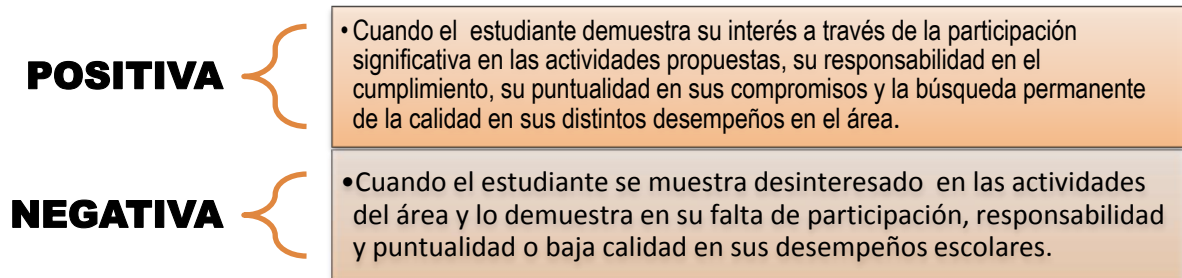 POSITIVA
• Cuando el estudiante demuestra su interés a través de la participación
significativa en las actividades propuestas, su responsabilidad en el
cumplimiento, su puntualidad en sus compromisos y la búsqueda permanente
de la calidad en sus distintos desempeños en el área.
NEGATIVA
•Cuando el estudiante se muestra desinteresado en las actividades
del área y lo demuestra en su falta de participación, responsabilidad
y puntualidad o baja calidad en sus desempeños escolares.